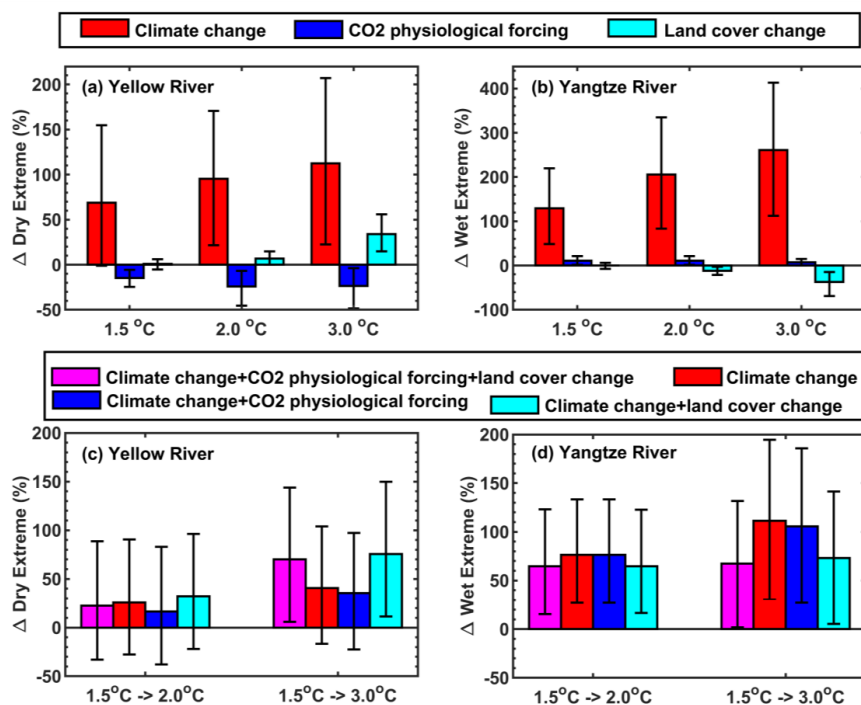 Climate change CO2 physiological forcing Land cover change
(a) Yellow River
Δ Dry Extreme (%)
200
150
100
50
0
-50
1.5 °C 2.0 °C 3.0 °C
(b) Yangtze River
Δ Wet Extreme (%)
400
300
200
100
0
-100
1.5 °C 2.0 °C 3.0 °C
Climate change+CO2 physiological forcing+land cover change Climate change
Climate change+CO2 physiological forcing Climate change+land cover change
(c) Yellow River
Δ Dry Extreme (%)
200
150
100
50
0
-50
1.5°C -> 2.0°C 1.5°C -> 3.0°C
(d) Yangtze River
Δ Wet Extreme (%)
200
150
100
50
0
-50
1.5°C -> 2.0°C 1.5°C -> 3.0°C